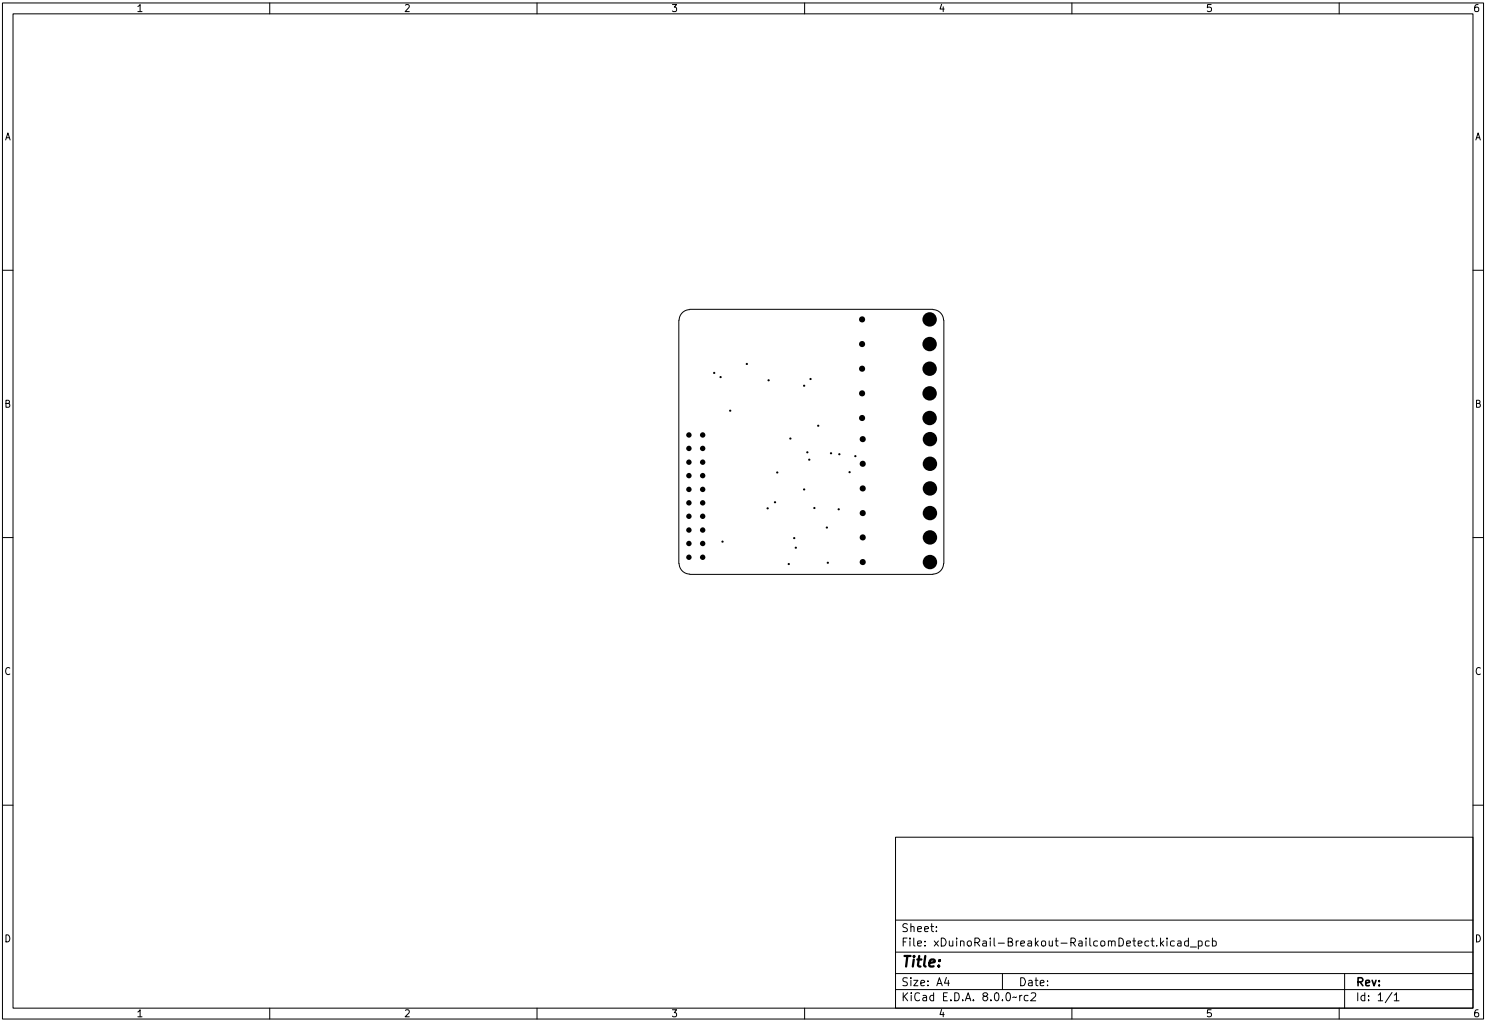 1 2 3 4 5 6
A A
B B
C C
D D
Sheet:
File: xDuinoRail-Breakout-RailcomDetect.kicad_pcb
Title:
Size: A4 Date: Rev:
KiCad E.D.A. 8.0.0~rc2 Id: 1/1
1 2 3 4 5 6